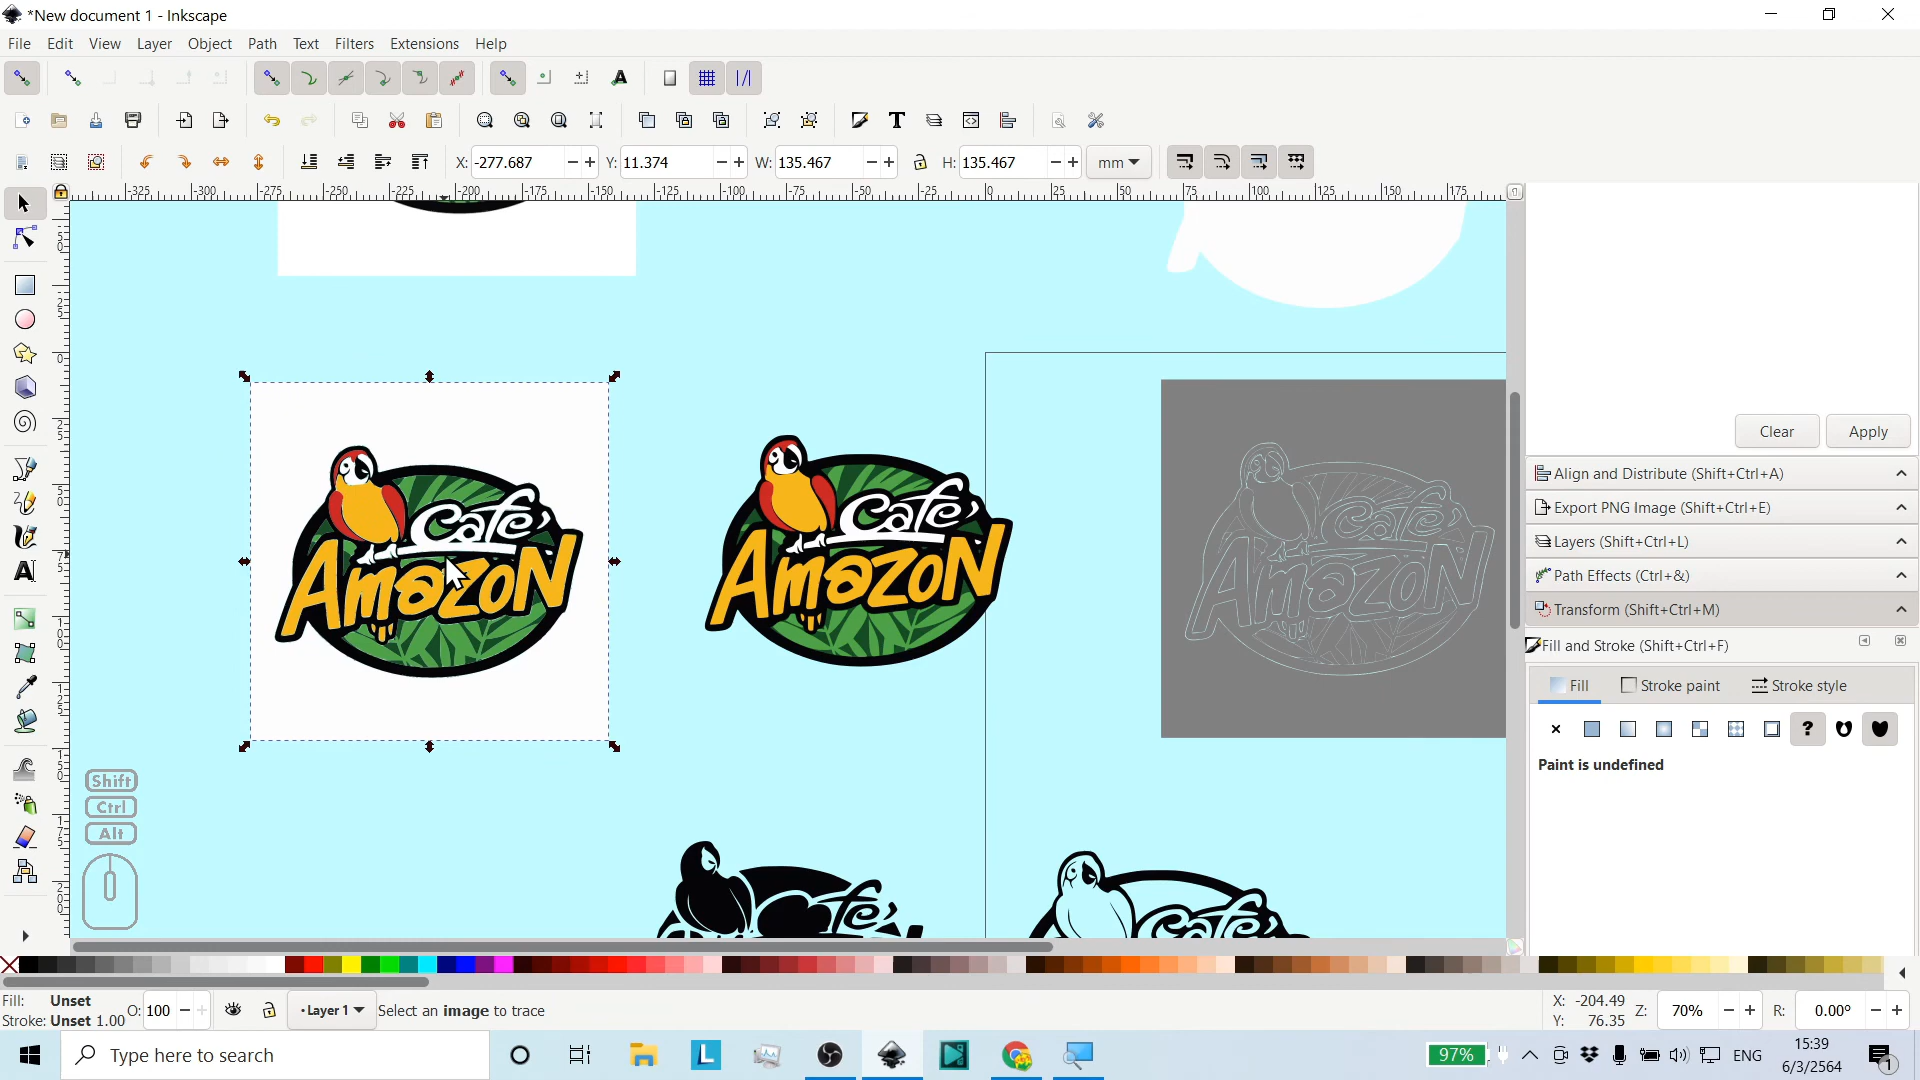 *New document 1 - Inkscape
File Edit View Layer Object Path Text Filters Extensions Help
X: -277.687 Y: 11.374 W: 135.467 H: 135.467 mm
Café
Amazon
Café
Amazon
Café
Amazon
Clear Apply
Align and Distribute (Shift+Ctrl+A)
Export PNG Image (Shift+Ctrl+E)
Layers (Shift+Ctrl+L)
Path Effects (Ctrl+&)
Transform (Shift+Ctrl+M)
Fill and Stroke (Shift+Ctrl+F)
Fill Stroke paint Stroke style
Paint is undefined
Shift
Ctrl
Alt
Fill: Unset
Stroke: Unset 1.00
O: 100
Layer 1
Select an image to trace
X: -204.49
Y: 76.35
Z: 70%
R: 0.00°
Type here to search
97%
ENG
15:39
6/3/2564